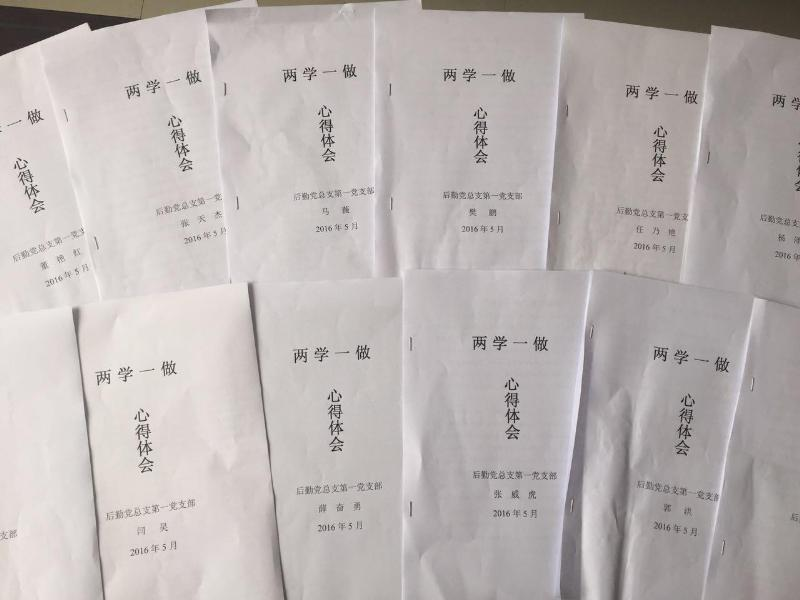 两学一做
心得体会
董艳红
2016年5月
两学一做
心得体会
后勤党总支第一党支部
张天杰
2016年5月
两学一做
心得体会
后勤党总支第一党支部
马薇
2016年5月
两学一做
心得体会
后勤党总支第一党支部
樊鹏
2016年5月
两学一做
心得体会
后勤党总支第一党支部
任乃艳
2016年5月
两学
心得体会
后勤党总支
杨
2016年
支部
两学一做
心得体会
后勤党总支第一党支部
闫昊
2016年5月
两学一做
心得体会
后勤党总支第一党支部
薛奋勇
2016年5月
两学一做
心得体会
后勤党总支第一党支部
张威虎
2016年5月
两学一做
心得体会
后勤党总支第一党支部
郭洪
2016年5月